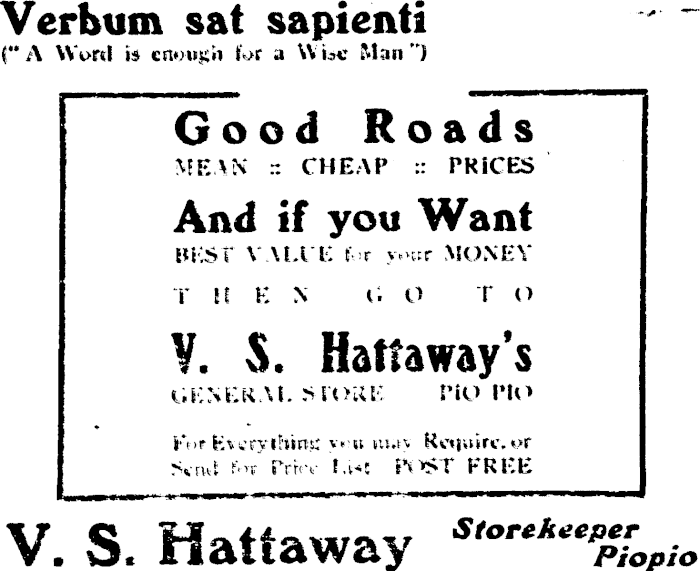 Verbum sat sapienti
("A Word is enough for a Wise Man")
Good Roads
MEAN :: CHEAP :: PRICES
And if you Want
BEST VALUE for your MONEY
THEN GO TO
V. S. Hattaway's
GENERAL STORE PIO PIO
For Everything you may Require, or
Send for Price List POST FREE
V. S. Hattaway Storekeeper
Piopio